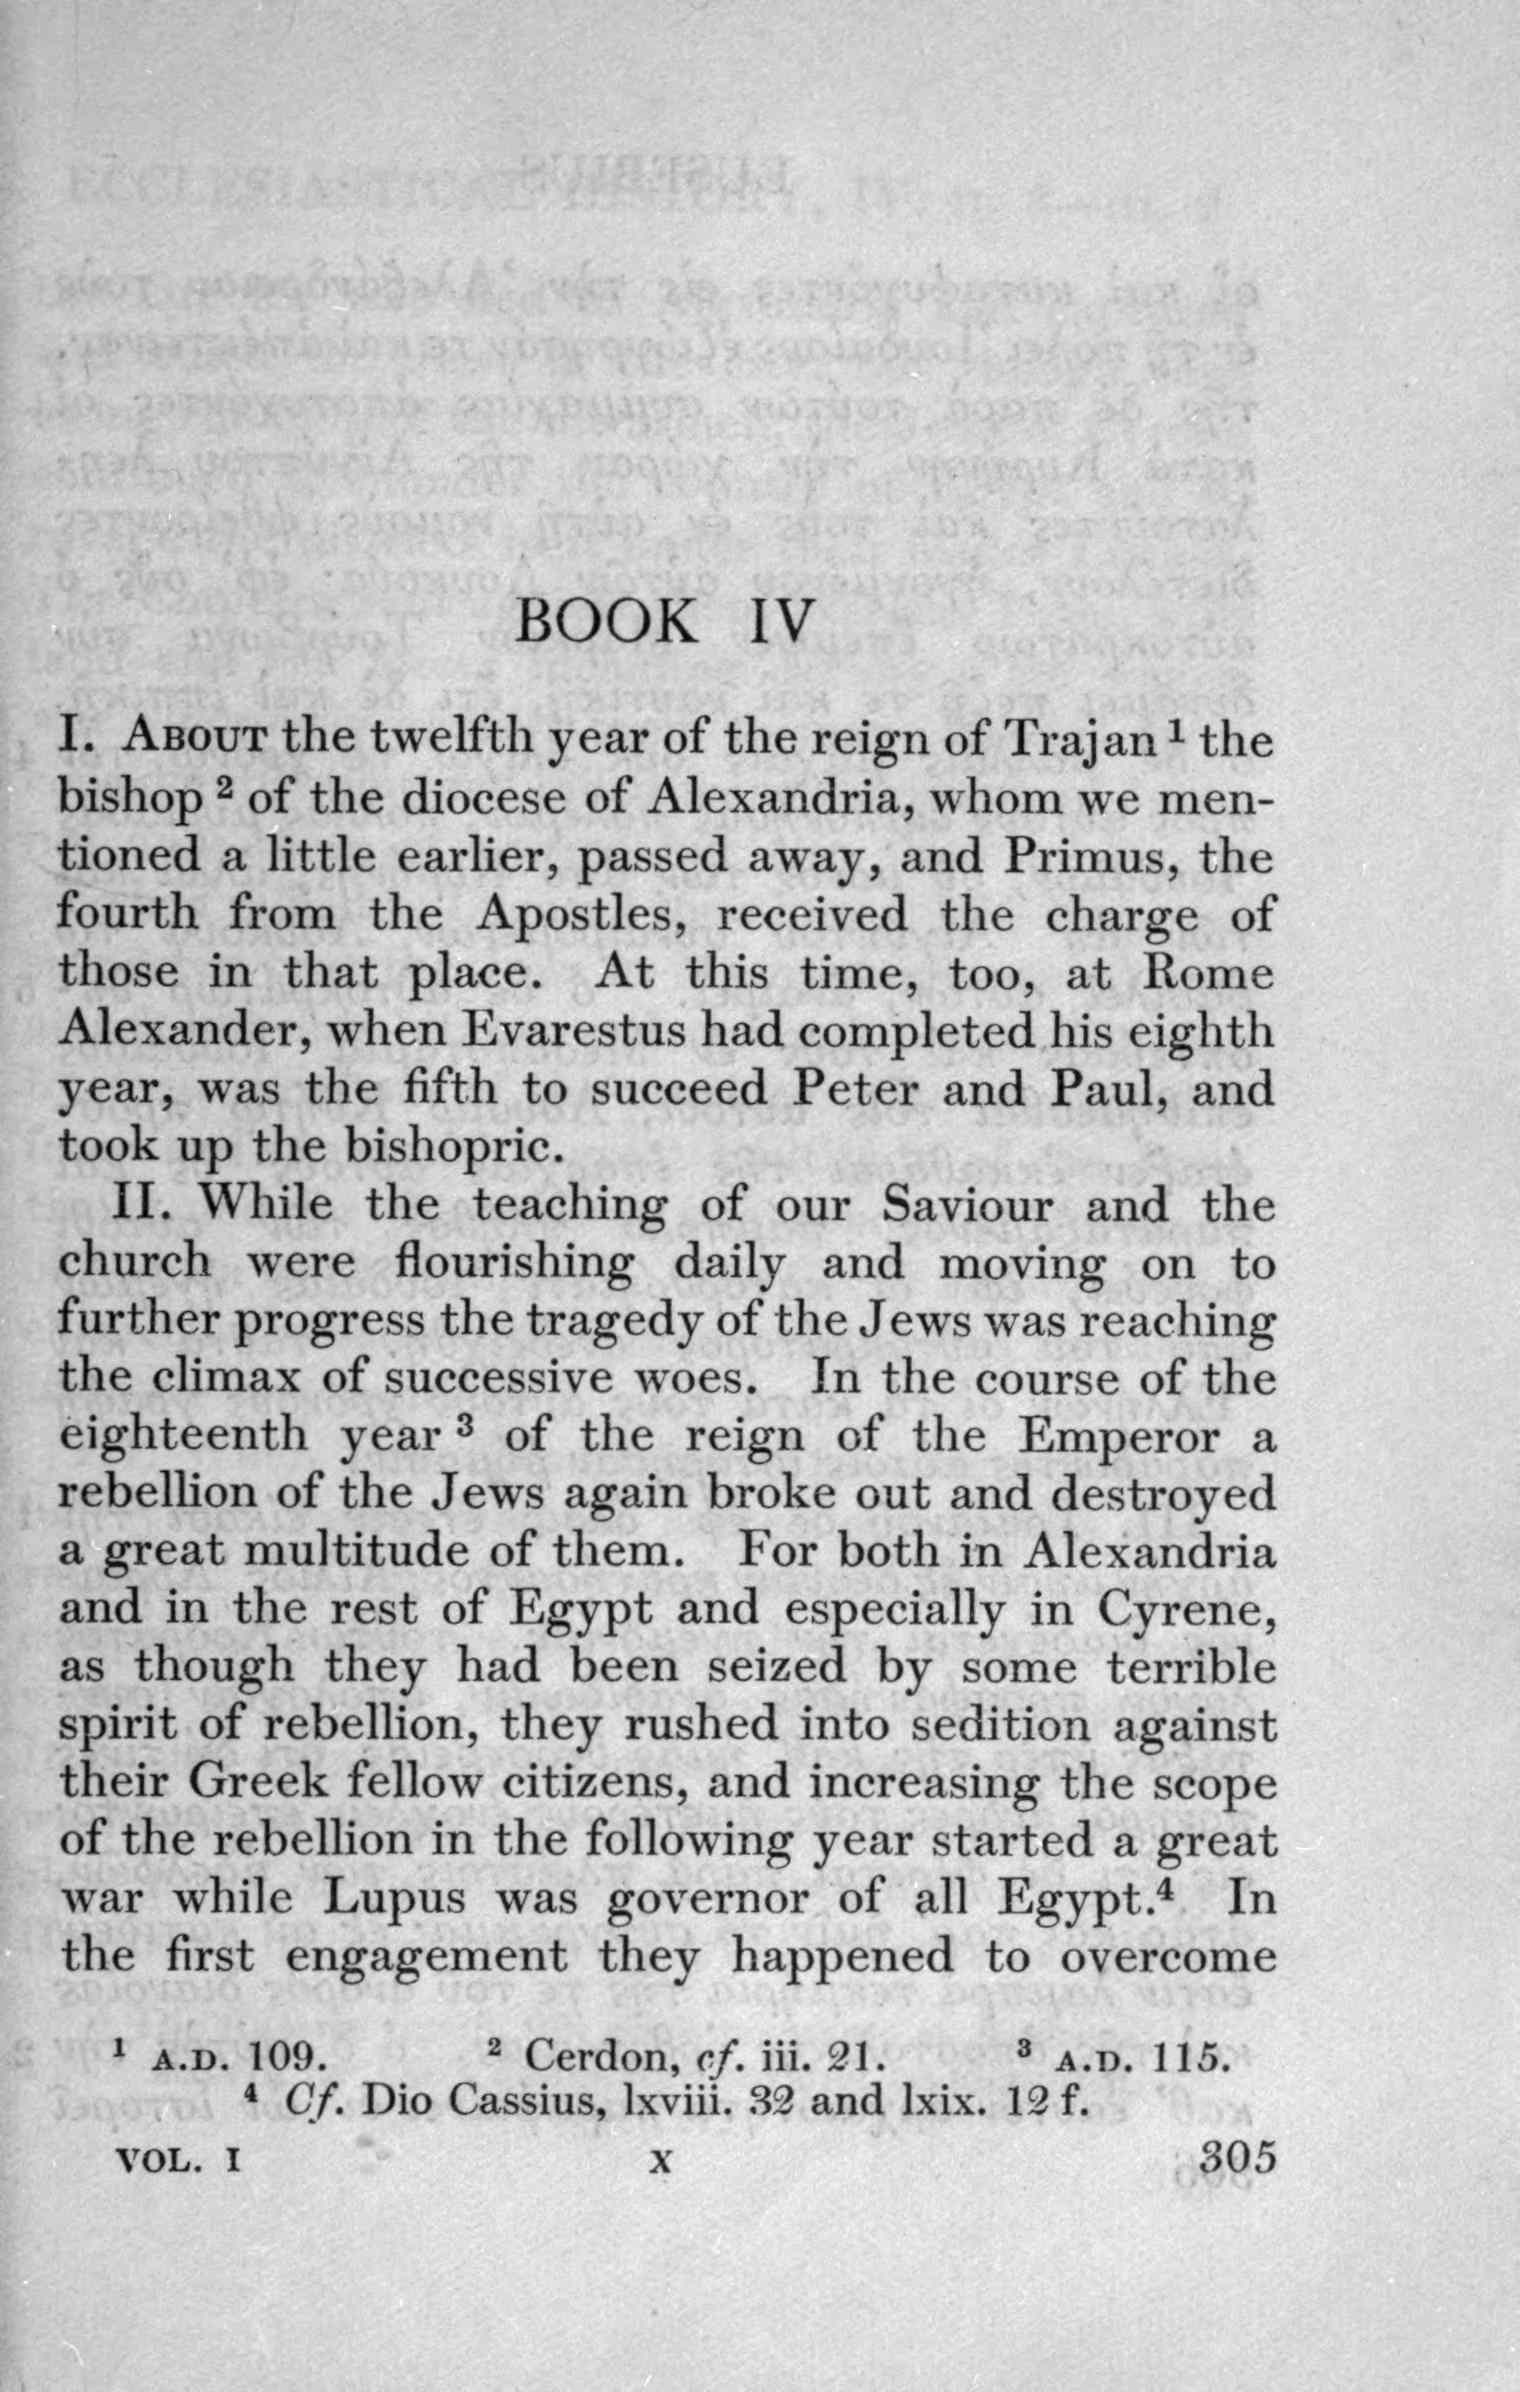 BOOK IV
I. ABOUT the twelfth year of the reign of Trajan ¹ the
bishop ² of the diocese of Alexandria, whom we men-
tioned a little earlier, passed away, and Primus, the
fourth from the Apostles, received the charge of
those in that place. At this time, too, at Rome
Alexander, when Evarestus had completed his eighth
year, was the fifth to succeed Peter and Paul, and
took up the bishopric.
II. While the teaching of our Saviour and the
church were flourishing daily and moving on to
further progress the tragedy of the Jews was reaching
the climax of successive woes. In the course of the
eighteenth year ³ of the reign of the Emperor a
rebellion of the Jews again broke out and destroyed
a great multitude of them. For both in Alexandria
and in the rest of Egypt and especially in Cyrene,
as though they had been seized by some terrible
spirit of rebellion, they rushed into sedition against
their Greek fellow citizens, and increasing the scope
of the rebellion in the following year started a great
war while Lupus was governor of all Egypt.⁴ In
the first engagement they happened to overcome
¹ A.D. 109. ² Cerdon, cf. iii. 21. ³ A.D. 115.
⁴ Cf. Dio Cassius, lxviii. 32 and lxix. 12 f.
VOL. I X 305